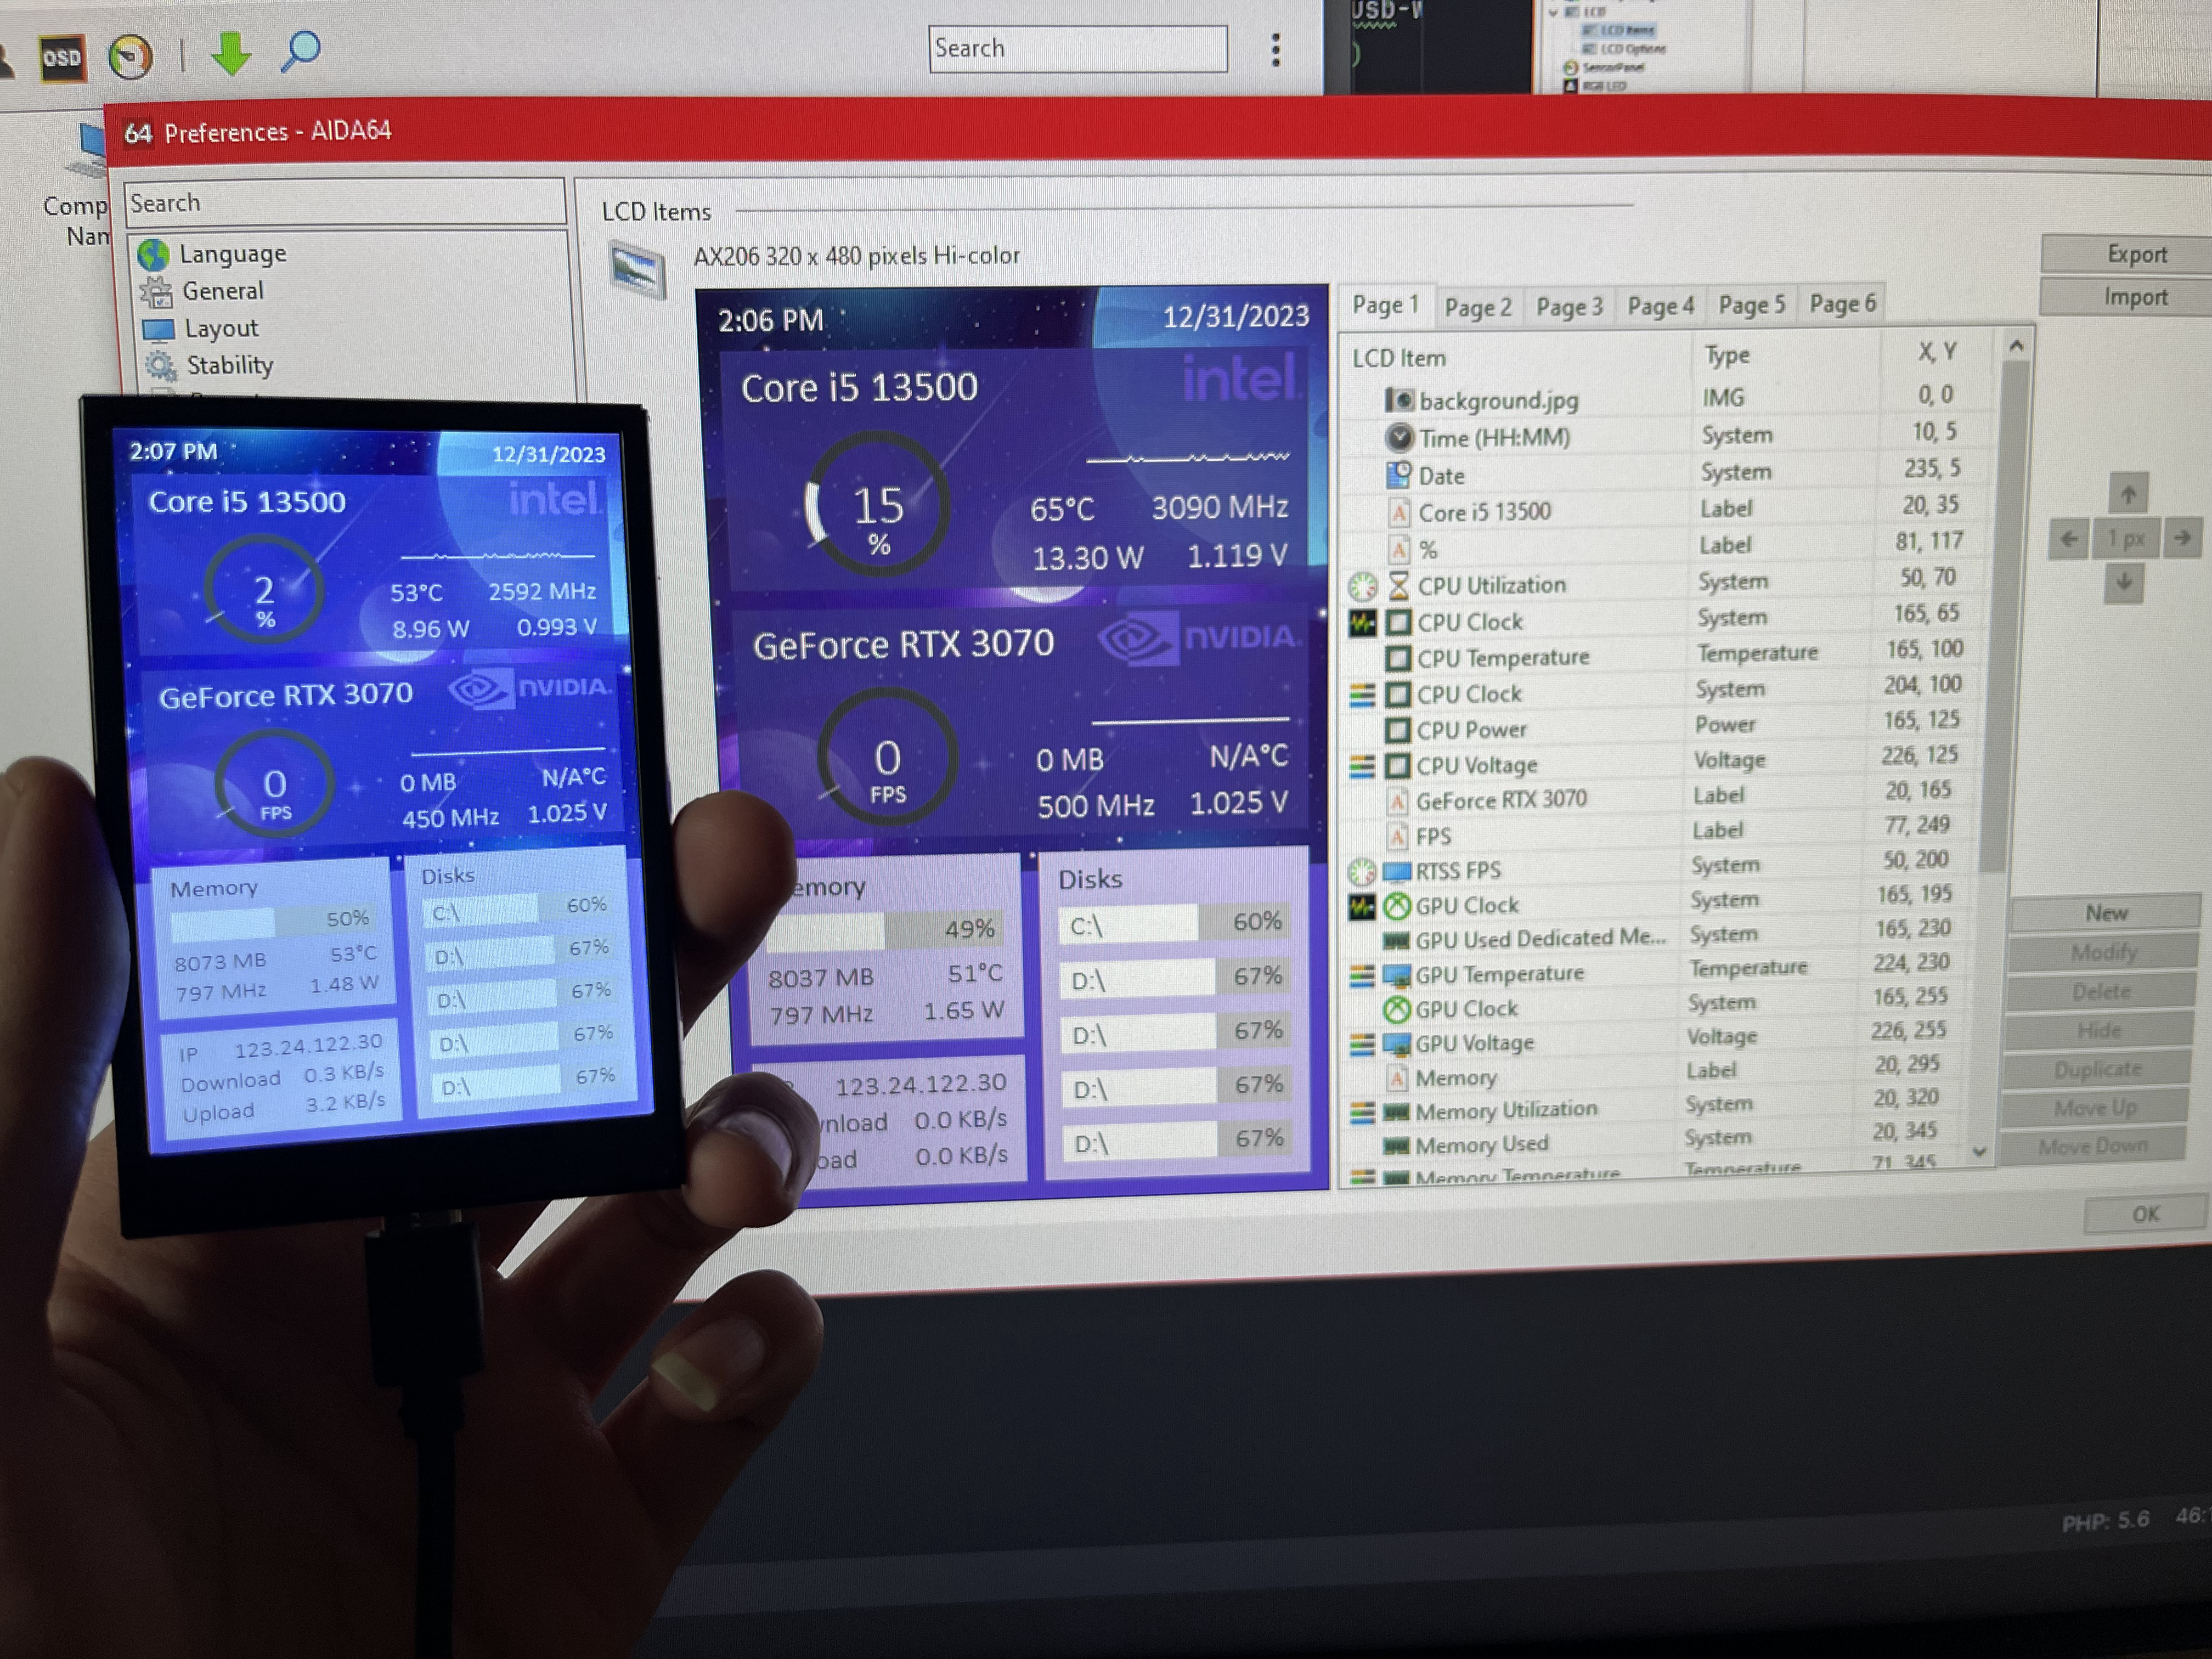 OSD
Search
USD-W
)
LCD
LCD Items
LCD Options
SensorPanel
RGB LED
64 Preferences - AIDA64
Comp
Nam
Search
Language
General
Layout
Stability
LCD Items
AX206 320 x 480 pixels Hi-color
Export
Import
2:06 PM 12/31/2023
Core i5 13500 intel.
15
%
65°C 3090 MHz
13.30 W 1.119 V
GeForce RTX 3070 NVIDIA.
0
FPS
0 MB N/A°C
500 MHz 1.025 V
emory
49%
8037 MB 51°C
797 MHz 1.65 W
123.24.122.30
nload 0.0 KB/s
oad 0.0 KB/s
Disks
C:\ 60%
D:\ 67%
D:\ 67%
D:\ 67%
D:\ 67%
Page 1 Page 2 Page 3 Page 4 Page 5 Page 6
LCD Item Type X, Y
background.jpg IMG 0, 0
Time (HH:MM) System 10, 5
Date System 235, 5
Core i5 13500 Label 20, 35
% Label 81, 117
CPU Utilization System 50, 70
CPU Clock System 165, 65
CPU Temperature Temperature 165, 100
CPU Clock System 204, 100
CPU Power Power 165, 125
CPU Voltage Voltage 226, 125
GeForce RTX 3070 Label 20, 165
FPS Label 77, 249
RTSS FPS System 50, 200
GPU Clock System 165, 195
GPU Used Dedicated Me... System 165, 230
GPU Temperature Temperature 224, 230
GPU Clock System 165, 255
GPU Voltage Voltage 226, 255
Memory Label 20, 295
Memory Utilization System 20, 320
Memory Used System 20, 345
Memory Temperature Temperature 71, 345
1 px
New
Modify
Delete
Hide
Duplicate
Move Up
Move Down
OK
2:07 PM 12/31/2023
Core i5 13500 intel.
2
%
53°C 2592 MHz
8.96 W 0.993 V
GeForce RTX 3070 NVIDIA.
0
FPS
0 MB N/A°C
450 MHz 1.025 V
Memory
50%
8073 MB 53°C
797 MHz 1.48 W
IP 123.24.122.30
Download 0.3 KB/s
Upload 3.2 KB/s
Disks
C:\ 60%
D:\ 67%
D:\ 67%
D:\ 67%
D:\ 67%
PHP: 5.6 46: